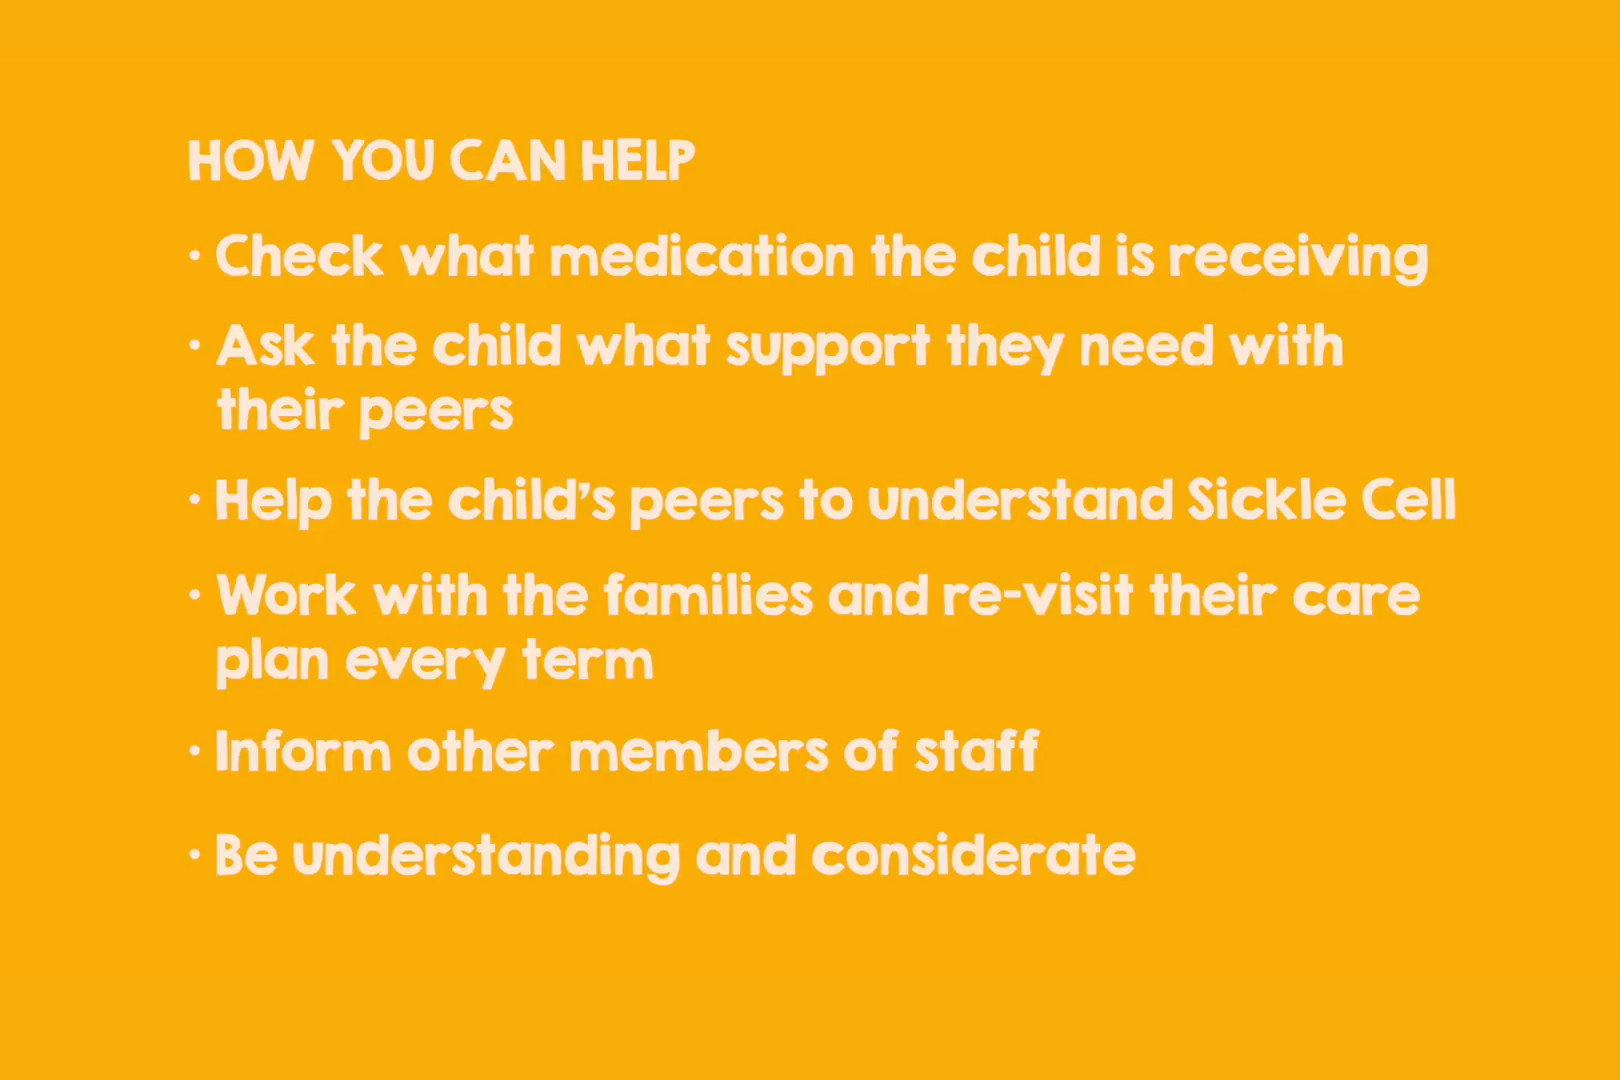 HOW YOU CAN HELP
• Check what medication the child is receiving
• Ask the child what support they need with
their peers
• Help the child's peers to understand Sickle Cell
• Work with the families and re-visit their care
plan every term
• Inform other members of staff
• Be understanding and considerate